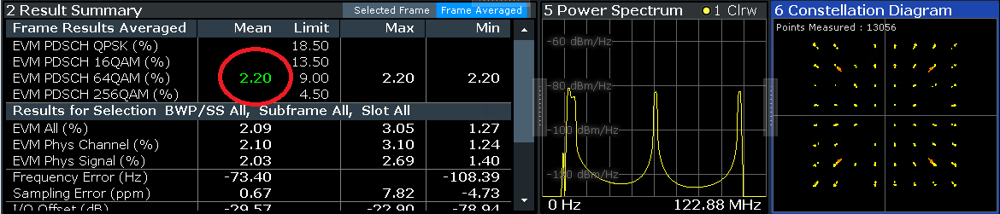 2 Result Summary Selected Frame Frame Averaged
Frame Results Averaged Mean Limit Max Min
EVM PDSCH QPSK (%) 18.50
EVM PDSCH 16QAM (%) 13.50
EVM PDSCH 64QAM (%) 2.20 9.00 2.20 2.20
EVM PDSCH 256QAM (%) 4.50
Results for Selection BWP/SS All, Subframe All, Slot All
EVM All (%) 2.09 3.05 1.27
EVM Phys Channel (%) 2.10 3.10 1.24
EVM Phys Signal (%) 2.03 2.69 1.40
Frequency Error (Hz) -73.40 -108.39
Sampling Error (ppm) 0.67 7.82 -4.73
I/Q Offset (dB) -29.57 -22.90 -78.94
5 Power Spectrum 1 Clrw
-60 dBm/Hz
-80 dBm/Hz
-100 dBm/Hz
-120 dBm/Hz
0 Hz 122.88 MHz
6 Constellation Diagram
Points Measured : 13056